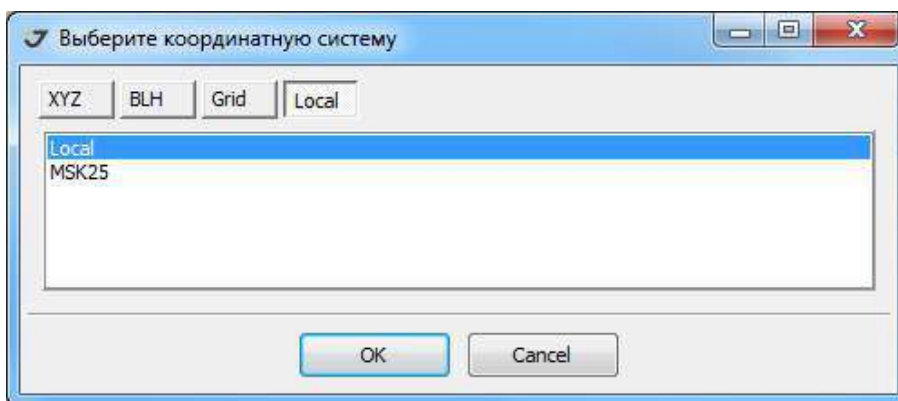 Выберите координатную систему
XYZ BLH Grid Local
Local
MSK25
OK Cancel